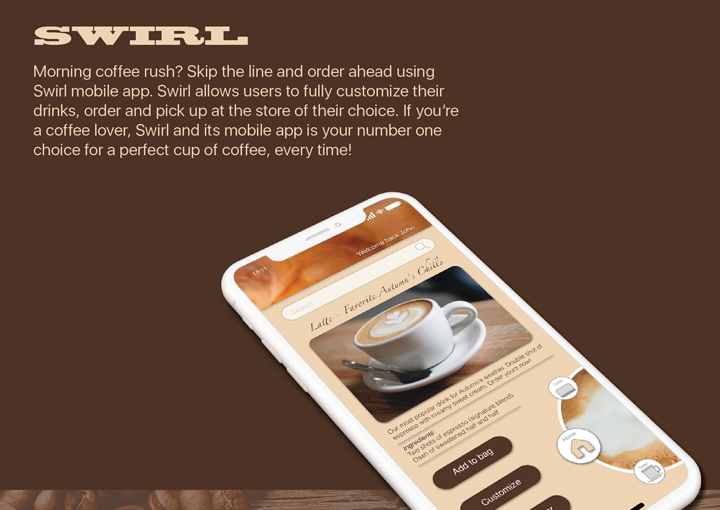 SWIRL
Morning coffee rush? Skip the line and order ahead using
Swirl mobile app. Swirl allows users to fully customize their
drinks, order and pick up at the store of their choice. If you're
a coffee lover, Swirl and its mobile app is your number one
choice for a perfect cup of coffee, every time!
10:11
Welcome back John
Search
Latte - Favorite Autumn's Chills
Our most popular drink for Autumn's weather. Double shot of
espresso with creamy sweet cream. Order yours now!
Ingredients:
Two shots of espresso (signature blend)
Dash of sweetened half and half
Add to bag
Customize
Home